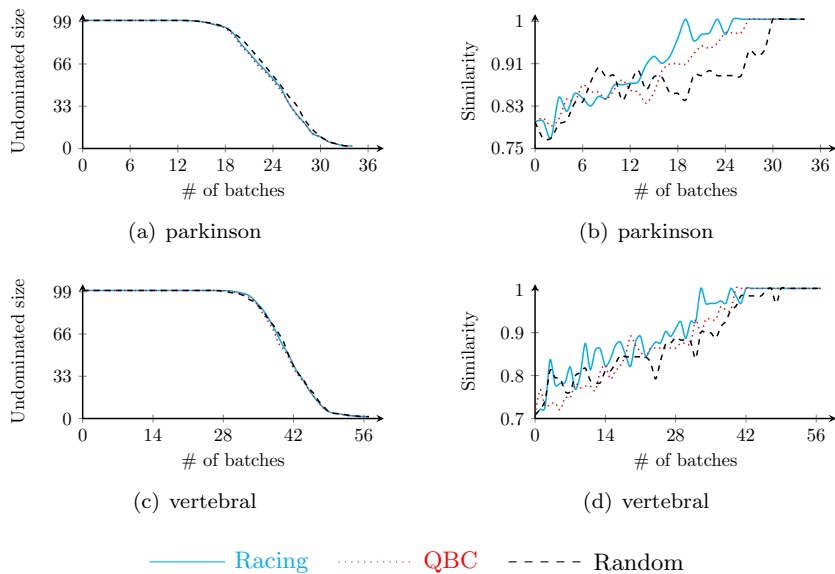 Undominated size
99
66
33
0
0 6 12 18 24 30 36
# of batches
(a) parkinson
Similarity
1
0.91
0.83
0.75
0 6 12 18 24 30 36
# of batches
(b) parkinson
Undominated size
99
66
33
0
0 14 28 42 56
# of batches
(c) vertebral
Similarity
1
0.9
0.8
0.7
0 14 28 42 56
# of batches
(d) vertebral
Racing QBC Random